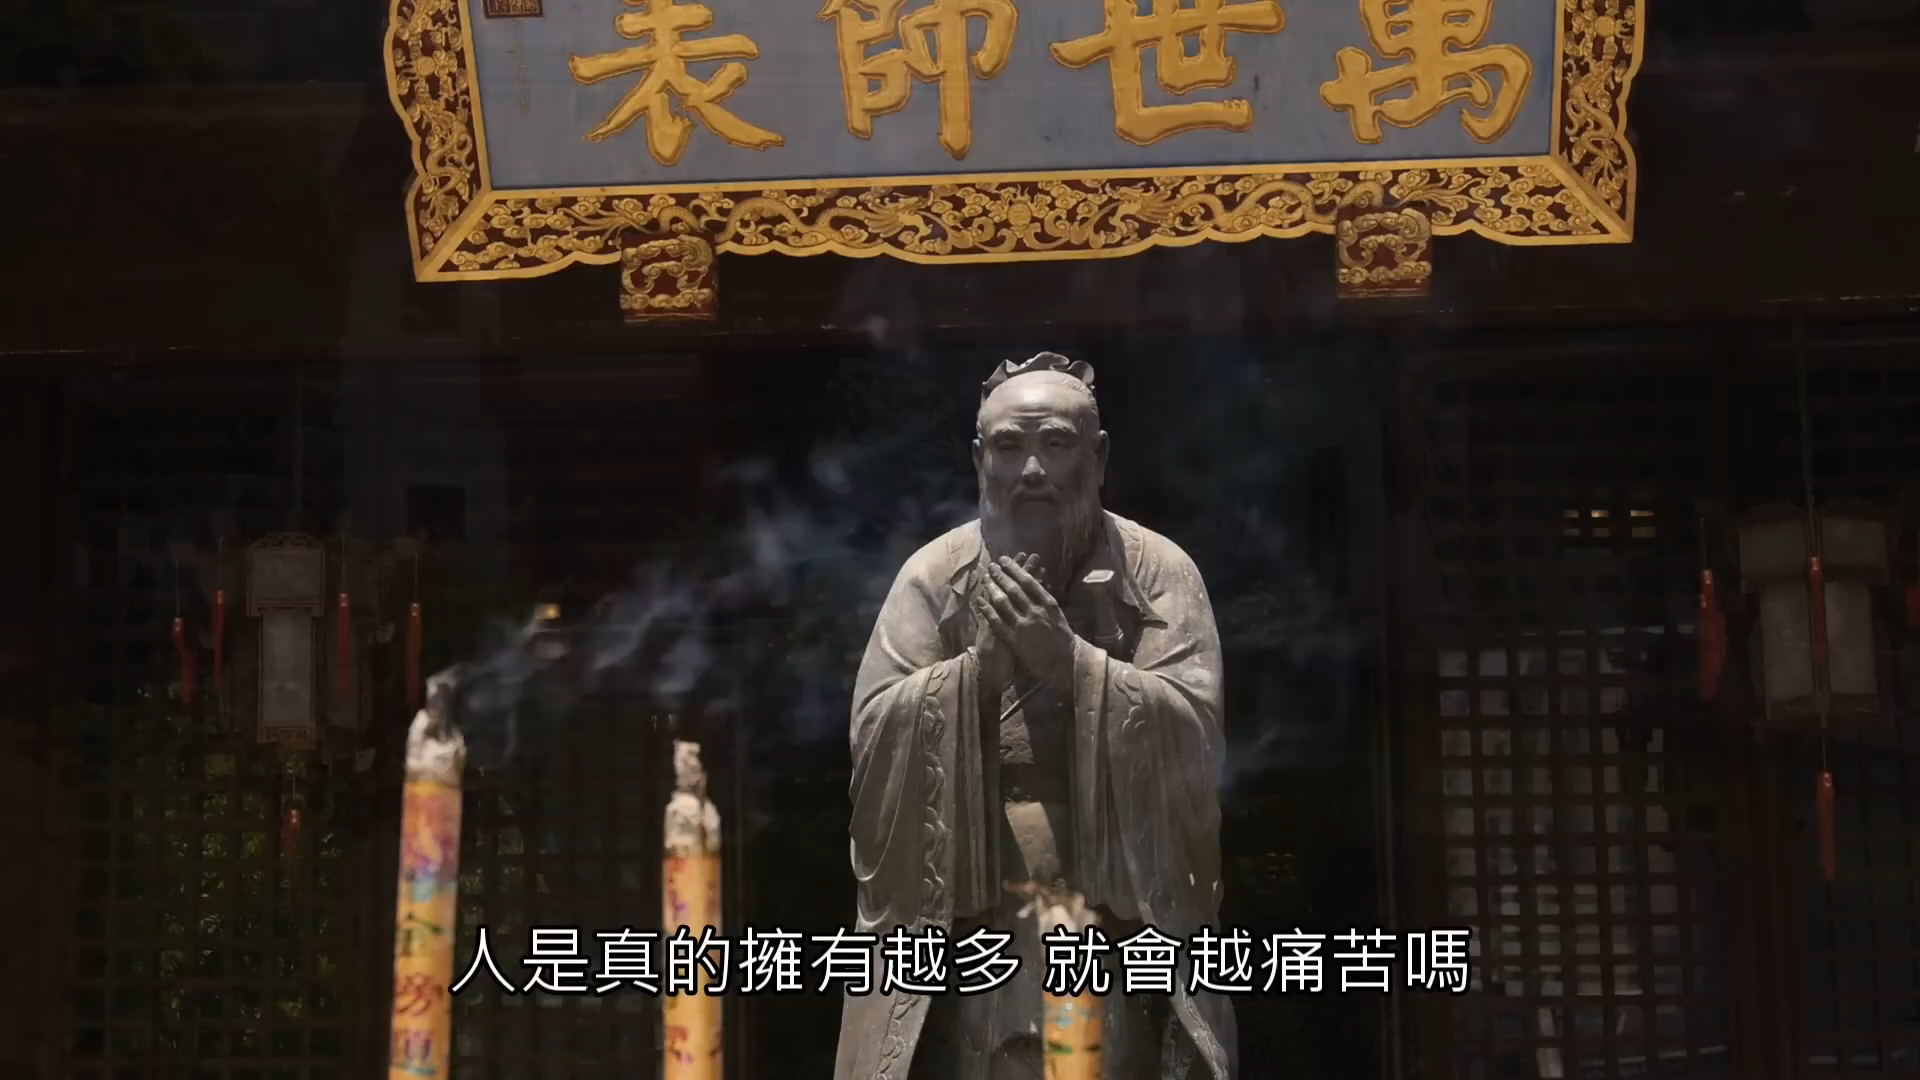 萬世師表
人是真的擁有越多 就會越痛苦嗎